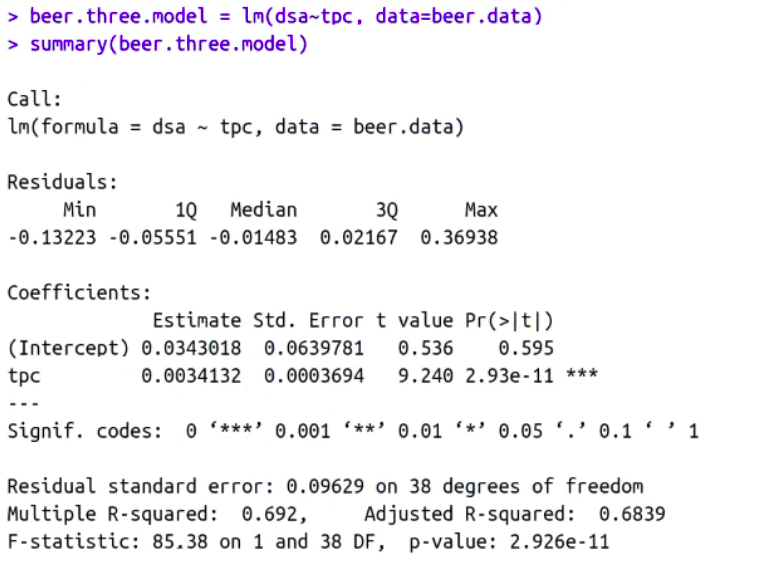 > beer.three.model = lm(dsa~tpc, data=beer.data)
> summary(beer.three.model)
Call:
lm(formula = dsa ~ tpc, data = beer.data)
Residuals:
Min 1Q Median 3Q Max
-0.13223 -0.05551 -0.01483 0.02167 0.36938
Coefficients:
Estimate Std. Error t value Pr(>|t|)
(Intercept) 0.0343018 0.0639781 0.536 0.595
tpc 0.0034132 0.0003694 9.240 2.93e-11 ***
---
Signif. codes: 0 ‘***’ 0.001 ‘**’ 0.01 ‘*’ 0.05 ‘.’ 0.1 ‘ ’ 1
Residual standard error: 0.09629 on 38 degrees of freedom
Multiple R-squared: 0.692, Adjusted R-squared: 0.6839
F-statistic: 85.38 on 1 and 38 DF, p-value: 2.926e-11